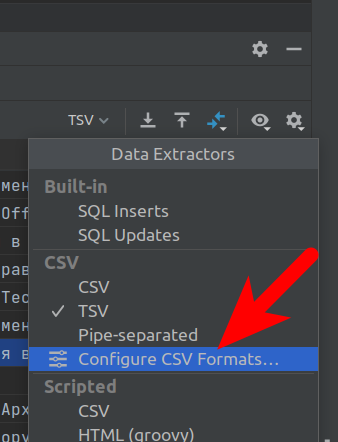 TSV
Data Extractors
Built-in
SQL Inserts
SQL Updates
CSV
CSV
TSV
Pipe-separated
Configure CSV Formats...
Scripted
CSV
HTML (groovy)
мен
Off
в
рав
Тео
мен
я в
Арх
ору